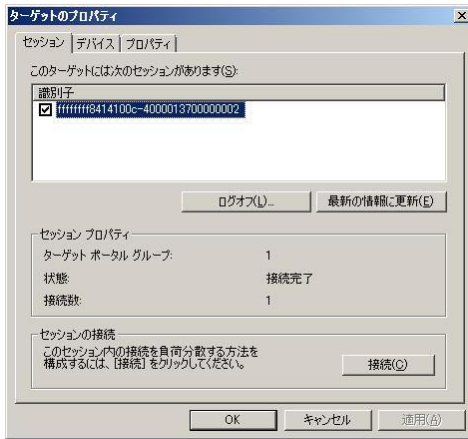 ターゲットのプロパティ
セッション デバイス プロパティ
このターゲットには次のセッションがあります(S):
識別子
ffffffff8414100c-4000013700000002
ログオフ(L)... 最新の情報に更新(E)
セッション プロパティ
ターゲット ポータル グループ: 1
状態: 接続完了
接続数: 1
セッションの接続
このセッション内の接続を負荷分散する方法を
構成するには、[接続] をクリックしてください。
接続(C)
OK キャンセル 適用(A)